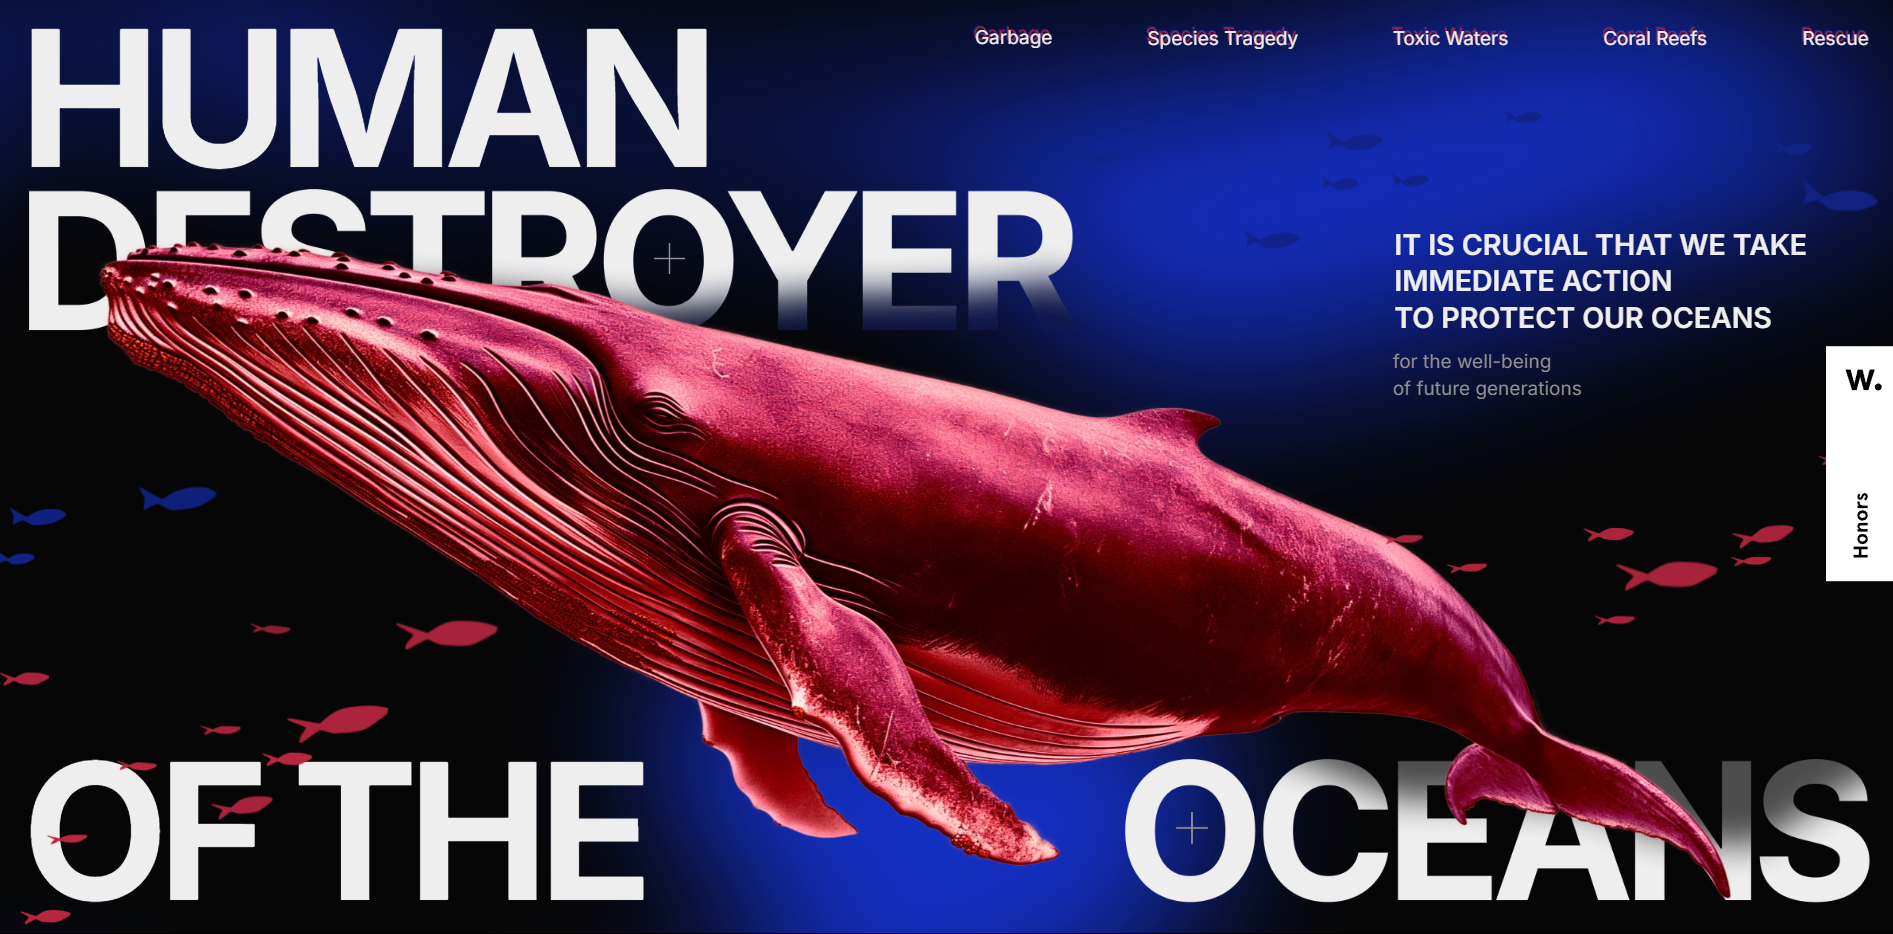 HUMAN
DESTROYER
Garbage
Species Tragedy
Toxic Waters
Coral Reefs
Rescue
IT IS CRUCIAL THAT WE TAKE
IMMEDIATE ACTION
TO PROTECT OUR OCEANS
for the well-being
of future generations
W.
Honors
OF THE
OCEANS